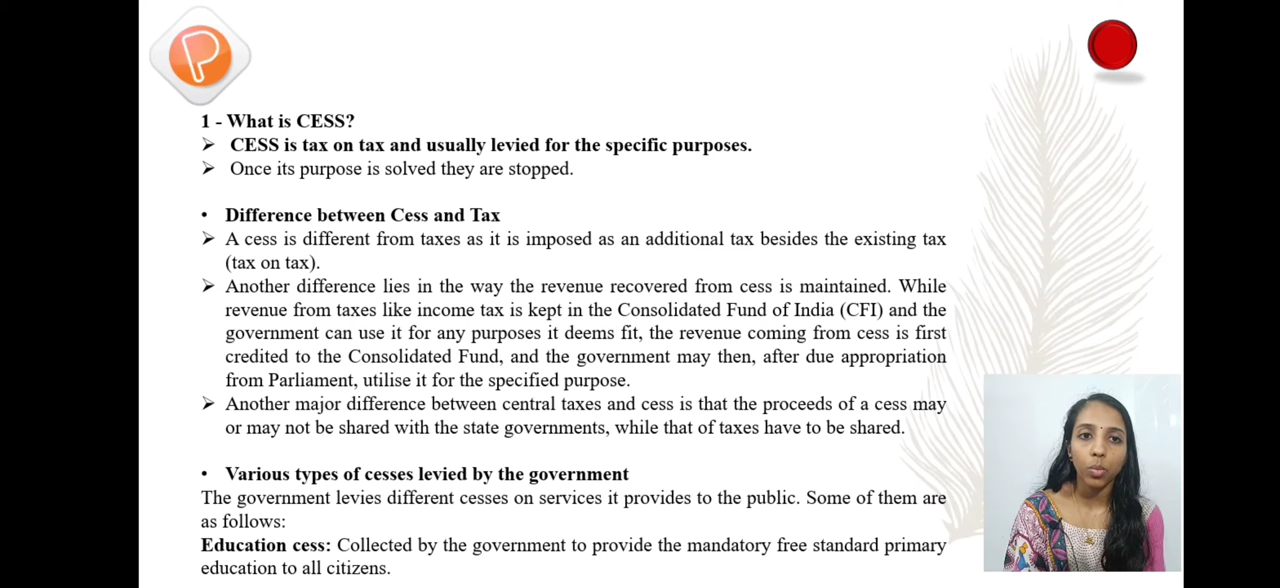 1 - What is CESS?
➢ CESS is tax on tax and usually levied for the specific purposes.
➢ Once its purpose is solved they are stopped.
• Difference between Cess and Tax
➢ A cess is different from taxes as it is imposed as an additional tax besides the existing tax
(tax on tax).
➢ Another difference lies in the way the revenue recovered from cess is maintained. While
revenue from taxes like income tax is kept in the Consolidated Fund of India (CFI) and the
government can use it for any purposes it deems fit, the revenue coming from cess is first
credited to the Consolidated Fund, and the government may then, after due appropriation
from Parliament, utilise it for the specified purpose.
➢ Another major difference between central taxes and cess is that the proceeds of a cess may
or may not be shared with the state governments, while that of taxes have to be shared.
• Various types of cesses levied by the government
The government levies different cesses on services it provides to the public. Some of them are
as follows:
Education cess: Collected by the government to provide the mandatory free standard primary
education to all citizens.